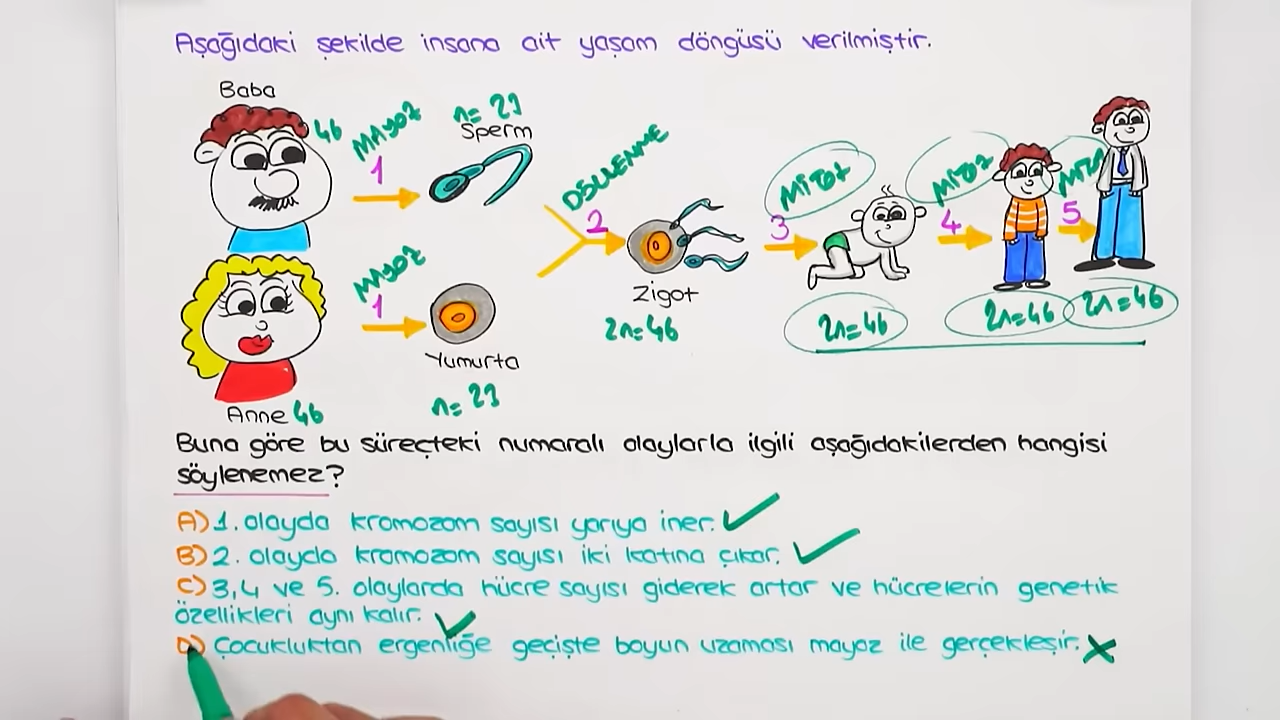 Aşağıdaki şekilde insana ait yaşam döngüsü verilmiştir.
Baba
46
MAYOZ
1
n= 23
Sperm
DÖLLENME
2
MİTOZ
3
MİTOZ
4
MİTOZ
5
MAYOZ
1
Zigot
2n=46
2n=46
2n=46
2n=46
Yumurta
n= 23
Anne 46
Buna göre bu süreçteki numaralı olaylarla ilgili aşağıdakilerden hangisi
söylenemez?
A) 1. olayda kromozom sayısı yarıya iner.
B) 2. olayda kromozom sayısı iki katına çıkar.
C) 3,4 ve 5. olaylarda hücre sayısı giderek artar ve hücrelerin genetik
özellikleri aynı kalır.
D) Çocukluktan ergenliğe geçişte boyun uzaması mayoz ile gerçekleşir.